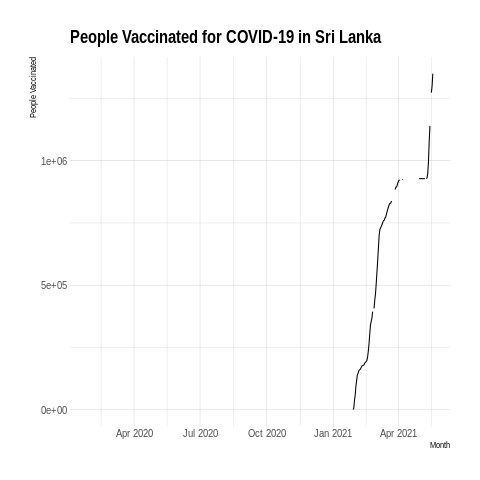 People Vaccinated for COVID-19 in Sri Lanka
People Vaccinated
1e+06
5e+05
0e+00
Apr 2020 Jul 2020 Oct 2020 Jan 2021 Apr 2021
Month